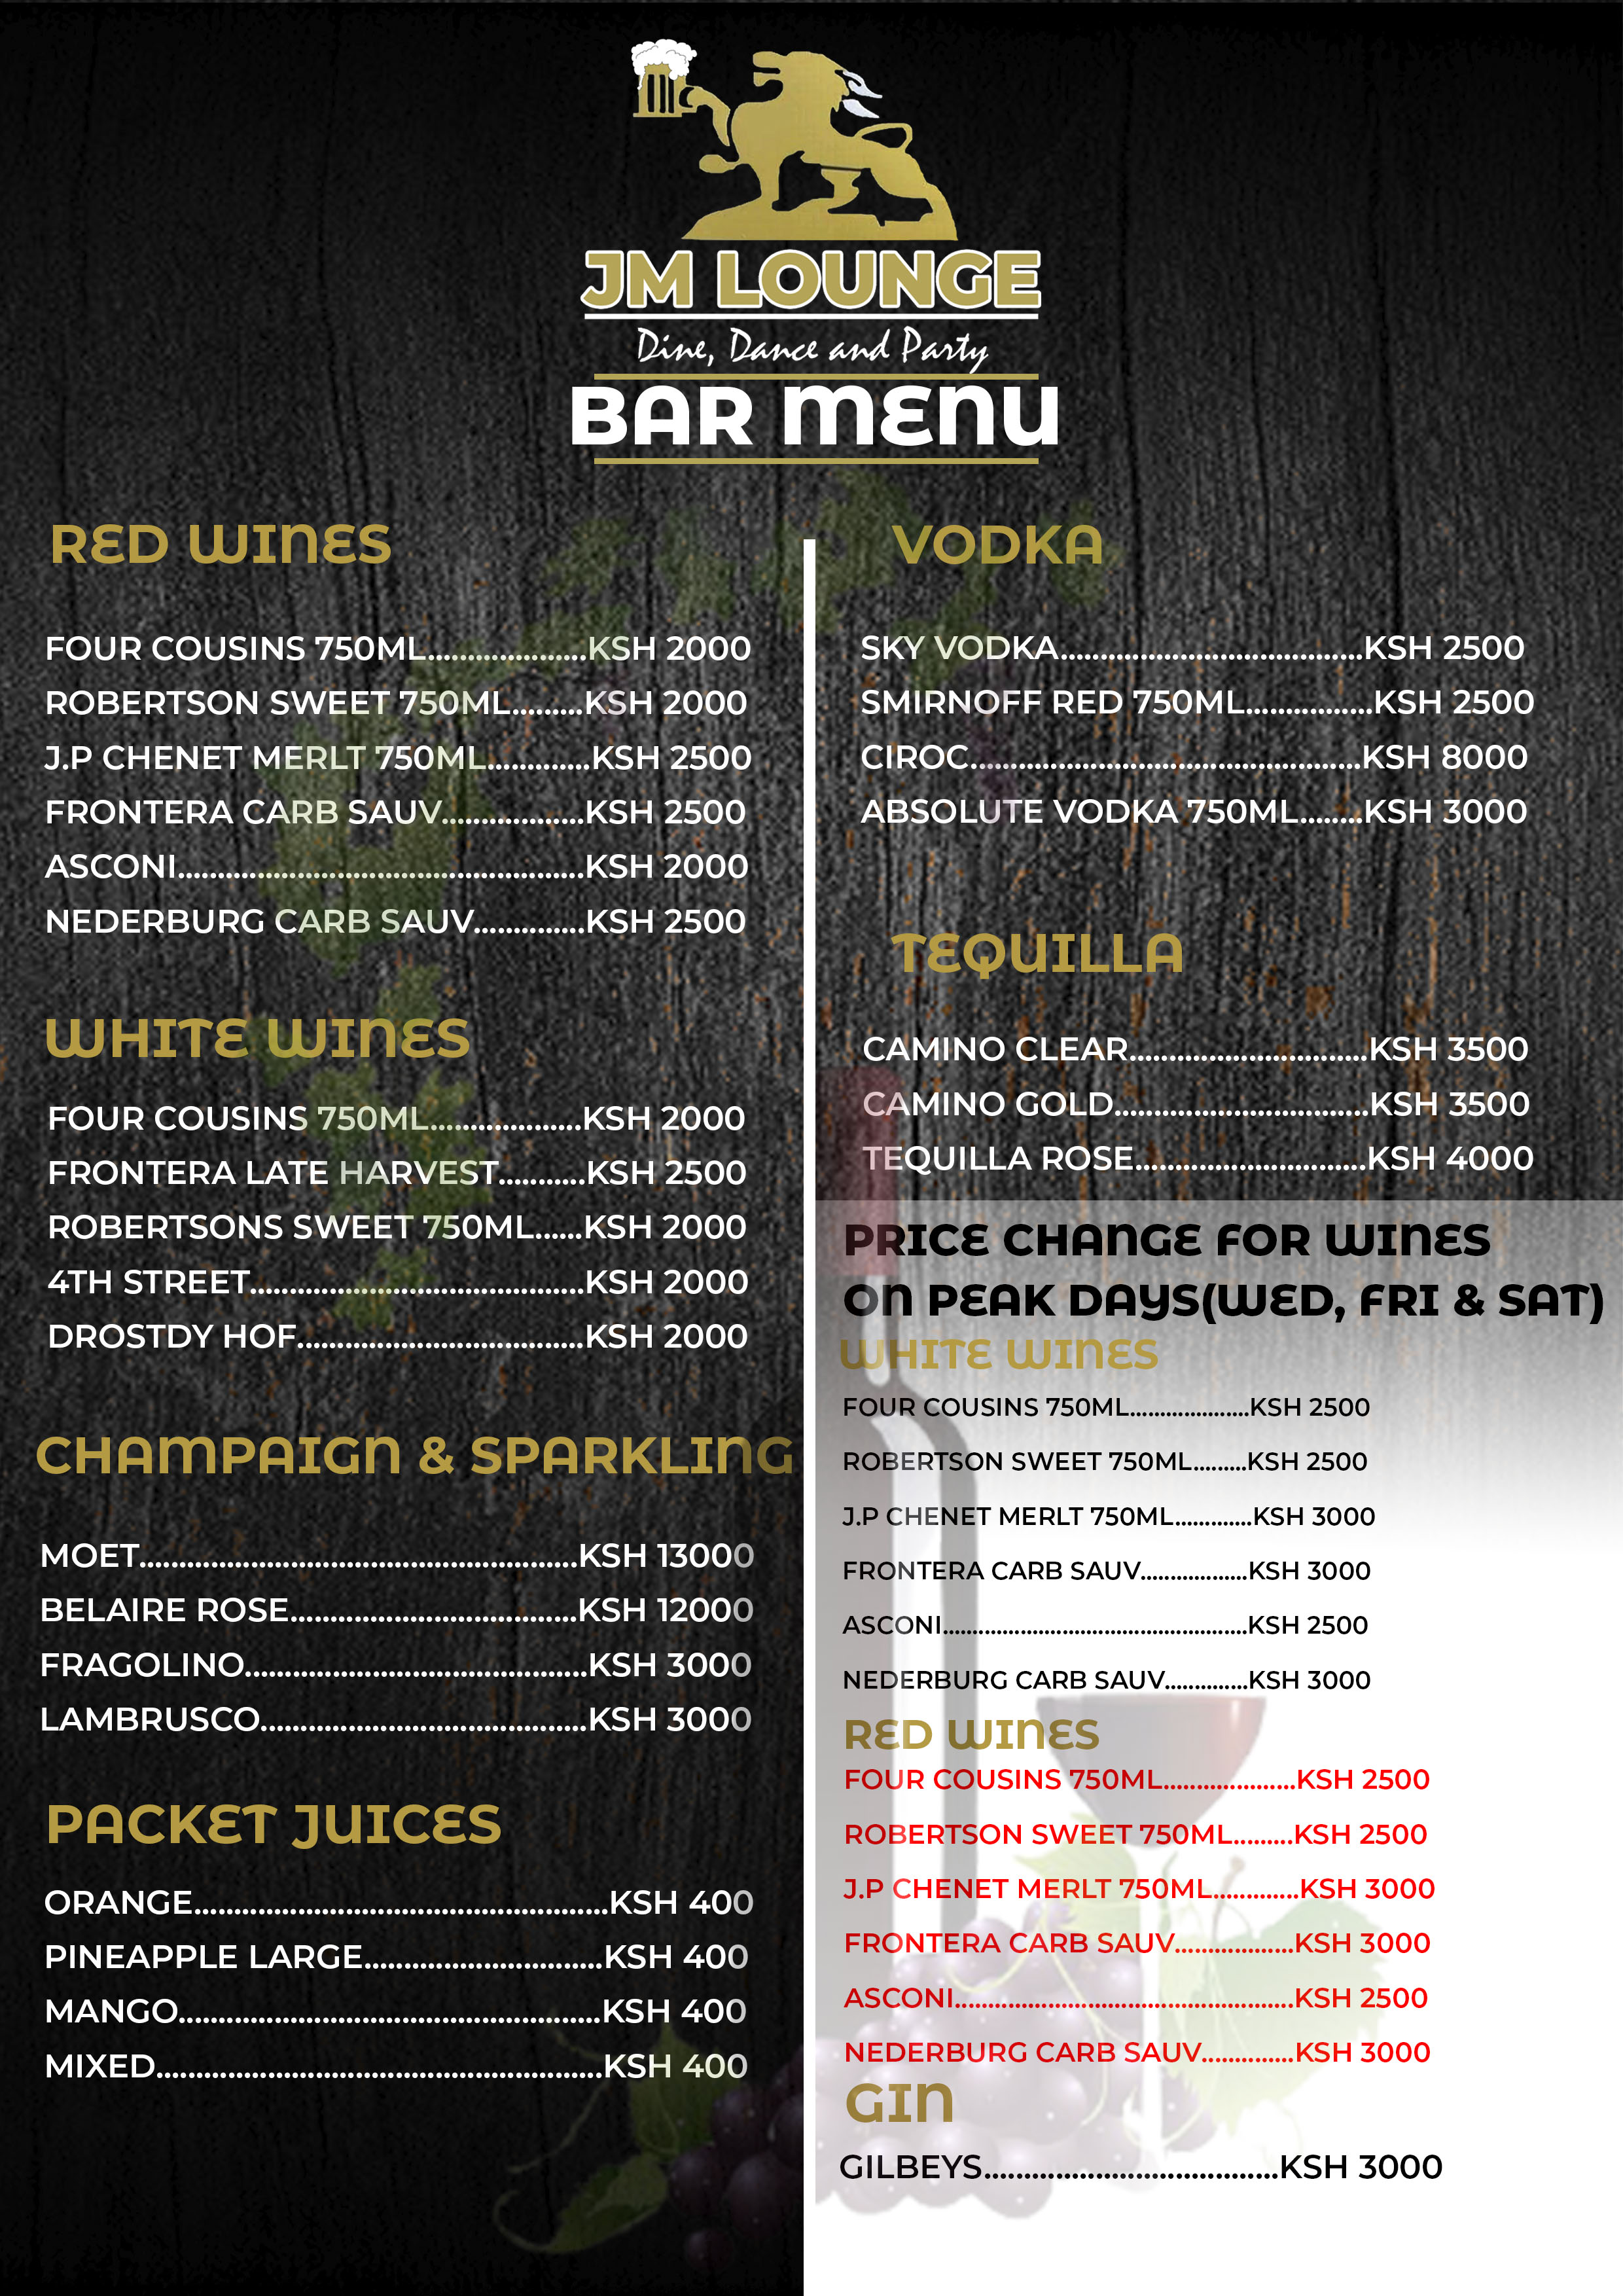 JM LOUNGE
Dine, Dance and Party
BAR MENU
RED WINES
FOUR COUSINS 750ML....................KSH 2000
ROBERTSON SWEET 750ML.........KSH 2000
J.P CHENET MERLT 750ML.............KSH 2500
FRONTERA CARB SAUV..................KSH 2500
ASCONI...................................................KSH 2000
NEDERBURG CARB SAUV..............KSH 2500
WHITE WINES
FOUR COUSINS 750ML...................KSH 2000
FRONTERA LATE HARVEST...........KSH 2500
ROBERTSONS SWEET 750ML......KSH 2000
4TH STREET..........................................KSH 2000
DROSTDY HOF....................................KSH 2000
CHAMPAIGN & SPARKLING
MOET.......................................................KSH 13000
BELAIRE ROSE....................................KSH 12000
FRAGOLINO...........................................KSH 3000
LAMBRUSCO.........................................KSH 3000
PACKET JUICES
ORANGE....................................................KSH 400
PINEAPPLE LARGE..............................KSH 400
MANGO.....................................................KSH 400
MIXED........................................................KSH 400
VODKA
SKY VODKA......................................KSH 2500
SMIRNOFF RED 750ML................KSH 2500
CIROC.................................................KSH 8000
ABSOLUTE VODKA 750ML........KSH 3000
TEQUILLA
CAMINO CLEAR..............................KSH 3500
CAMINO GOLD................................KSH 3500
TEQUILLA ROSE.............................KSH 4000
PRICE CHANGE FOR WINES
ON PEAK DAYS(WED, FRI & SAT)
WHITE WINES
FOUR COUSINS 750ML....................KSH 2500
ROBERTSON SWEET 750ML.........KSH 2500
J.P CHENET MERLT 750ML.............KSH 3000
FRONTERA CARB SAUV..................KSH 3000
ASCONI...................................................KSH 2500
NEDERBURG CARB SAUV..............KSH 3000
RED WINES
FOUR COUSINS 750ML....................KSH 2500
ROBERTSON SWEET 750ML.........KSH 2500
J.P CHENET MERLT 750ML.............KSH 3000
FRONTERA CARB SAUV..................KSH 3000
ASCONI...................................................KSH 2500
NEDERBURG CARB SAUV..............KSH 3000
GIN
GILBEYS.....................................KSH 3000